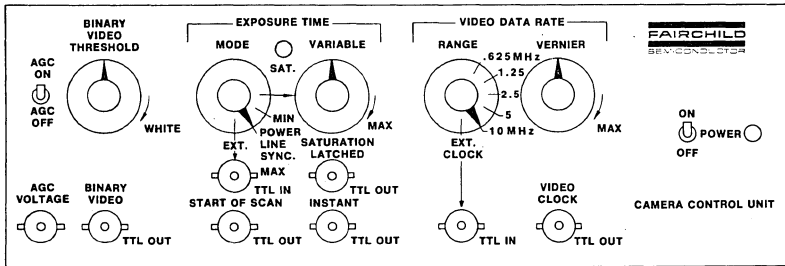 BINARY
VIDEO
THRESHOLD
AGC
ON
AGC
OFF
WHITE
EXPOSURE TIME
MODE
SAT.
VARIABLE
MIN
POWER
LINE
SYNC.
EXT.
MAX
MAX
SATURATION
LATCHED
TTL IN
TTL OUT
VIDEO DATA RATE
RANGE
.625MHz
1.25
2.5
5
10MHz
EXT.
CLOCK
VERNIER
MAX
FAIRCHILD
SEMICONDUCTOR
ON
OFF
POWER
AGC
VOLTAGE
BINARY
VIDEO
TTL OUT
START OF SCAN
TTL OUT
INSTANT
TTL OUT
TTL IN
VIDEO
CLOCK
TTL OUT
CAMERA CONTROL UNIT